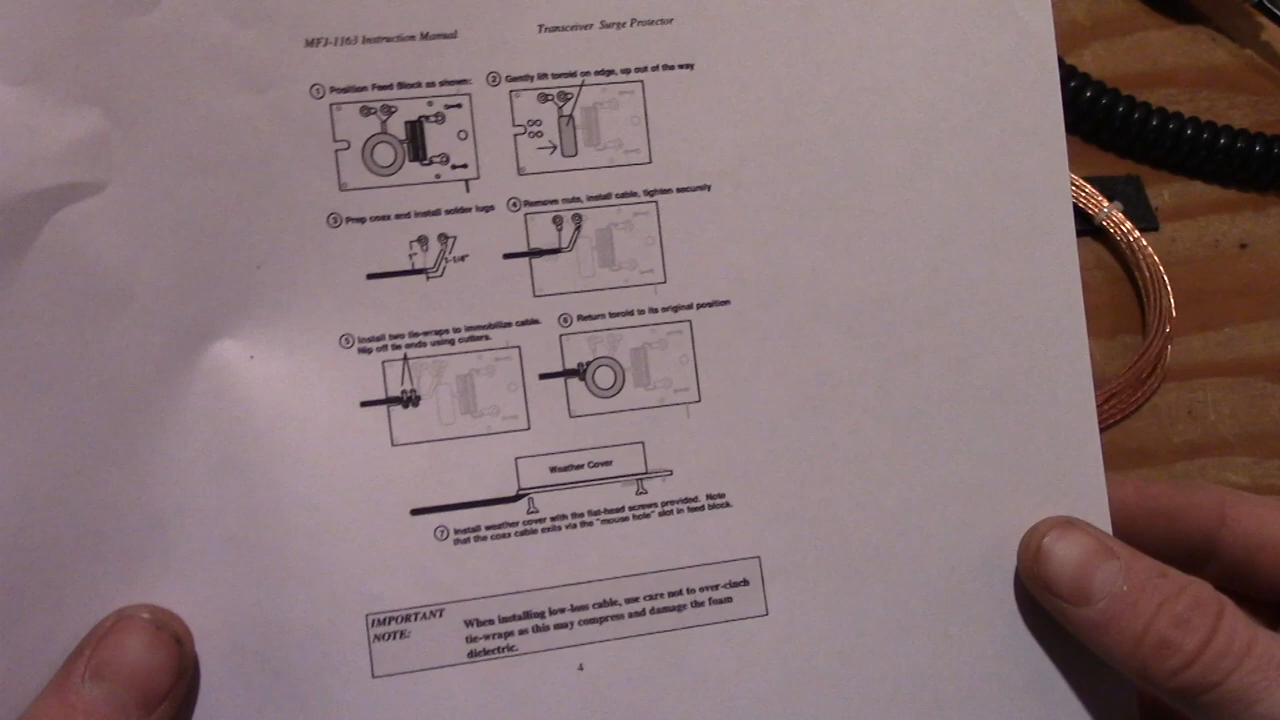 MFJ-1163 Instruction Manual
Transceiver Surge Protector
1 Position Feed Block as shown:
2 Gently lift toroid on edge, up out of the way
3 Prep coax and install solder lugs
1"
1-1/4"
4 Remove nuts, install cable, tighten securely
5 Install two tie-wraps to immobilize cable.
Nip off tie ends using cutters.
6 Return toroid to its original position
Weather Cover
7 Install weather cover with the flat-head screws provided. Note
that the coax cable exits via the "mouse hole" slot in feed block.
IMPORTANT
NOTE:
When installing low-loss cable, use care not to over-cinch
tie-wraps as this may compress and damage the foam
dielectric.
4